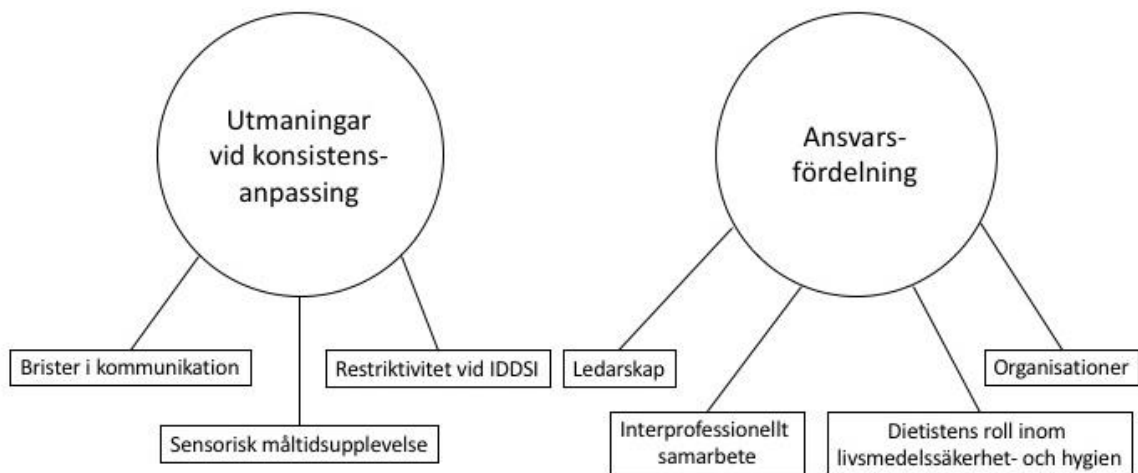 Utmaningar
vid konsistens-
anpassing
Brister i kommunikation
Sensorisk måltidsupplevelse
Restriktivitet vid IDDSI
Ansvars-
fördelning
Ledarskap
Interprofessionellt
samarbete
Dietistens roll inom
livsmedelssäkerhet- och hygien
Organisationer